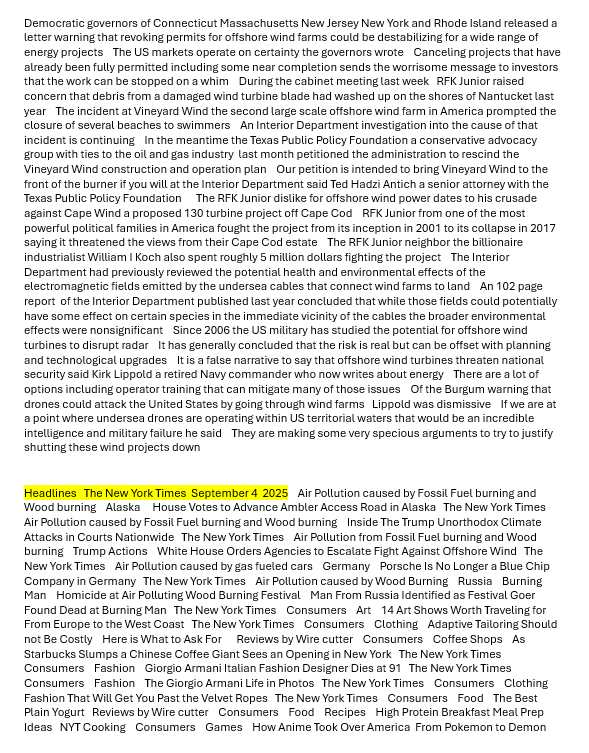 Democratic governors of Connecticut Massachusetts New Jersey New York and Rhode Island released a
letter warning that revoking permits for offshore wind farms could be destabilizing for a wide range of
energy projects   The US markets operate on certainty the governors wrote   Canceling projects that have
already been fully permitted including some near completion sends the worrisome message to investors
that the work can be stopped on a whim   During the cabinet meeting last week   RFK Junior raised
concern that debris from a damaged wind turbine blade had washed up on the shores of Nantucket last
year   The incident at Vineyard Wind the second large scale offshore wind farm in America prompted the
closure of several beaches to swimmers   An Interior Department investigation into the cause of that
incident is continuing   In the meantime the Texas Public Policy Foundation a conservative advocacy
group with ties to the oil and gas industry  last month petitioned the administration to rescind the
Vineyard Wind construction and operation plan   Our petition is intended to bring Vineyard Wind to the
front of the burner if you will at the Interior Department said Ted Hadzi Antich a senior attorney with the
Texas Public Policy Foundation     The RFK Junior dislike for offshore wind power dates to his crusade
against Cape Wind a proposed 130 turbine project off Cape Cod   RFK Junior from one of the most
powerful political families in America fought the project from its inception in 2001 to its collapse in 2017
saying it threatened the views from their Cape Cod estate   The RFK Junior neighbor the billionaire
industrialist William I Koch also spent roughly 5 million dollars fighting the project   The Interior
Department had previously reviewed the potential health and environmental effects of the
electromagnetic fields emitted by the undersea cables that connect wind farms to land   An 102 page
report  of the Interior Department published last year concluded that while those fields could potentially
have some effect on certain species in the immediate vicinity of the cables the broader environmental
effects were nonsignificant   Since 2006 the US military has studied the potential for offshore wind
turbines to disrupt radar   It has generally concluded that the risk is real but can be offset with planning
and technological upgrades   It is a false narrative to say that offshore wind turbines threaten national
security said Kirk Lippold a retired Navy commander who now writes about energy   There are a lot of
options including operator training that can mitigate many of those issues   Of the Burgum warning that
drones could attack the United States by going through wind farms   Lippold was dismissive   If we are at
a point where undersea drones are operating within US territorial waters that would be an incredible
intelligence and military failure he said   They are making some very specious arguments to try to justify
shutting these wind projects down
Headlines   The New York Times  September 4  2025   Air Pollution caused by Fossil Fuel burning and
Wood burning   Alaska    House Votes to Advance Ambler Access Road in Alaska   The New York Times
Air Pollution caused by Fossil Fuel burning and Wood burning   Inside The Trump Unorthodox Climate
Attacks in Courts Nationwide   The New York Times   Air Pollution from Fossil Fuel burning and Wood
burning   Trump Actions   White House Orders Agencies to Escalate Fight Against Offshore Wind   The
New York Times   Air Pollution caused by gas fueled cars   Germany   Porsche Is No Longer a Blue Chip
Company in Germany   The New York Times   Air Pollution caused by Wood Burning   Russia   Burning
Man   Homicide at Air Polluting Wood Burning Festival   Man From Russia Identified as Festival Goer
Found Dead at Burning Man   The New York Times   Consumers   Art   14 Art Shows Worth Traveling for
From Europe to the West Coast   The New York Times   Consumers   Clothing   Adaptive Tailoring Should
not Be Costly   Here is What to Ask For     Reviews by Wire cutter   Consumers   Coffee Shops   As
Starbucks Slumps a Chinese Coffee Giant Sees an Opening in New York   The New York Times
Consumers   Fashion   Giorgio Armani Italian Fashion Designer Dies at 91   The New York Times
Consumers   Fashion   The Giorgio Armani Life in Photos   The New York Times   Consumers   Clothing
Fashion That Will Get You Past the Velvet Ropes   The New York Times   Consumers   Food   The Best
Plain Yogurt   Reviews by Wire cutter   Consumers   Food   Recipes   High Protein Breakfast Meal Prep
Ideas   NYT Cooking   Consumers   Games   How Anime Took Over America  From Pokemon to Demon